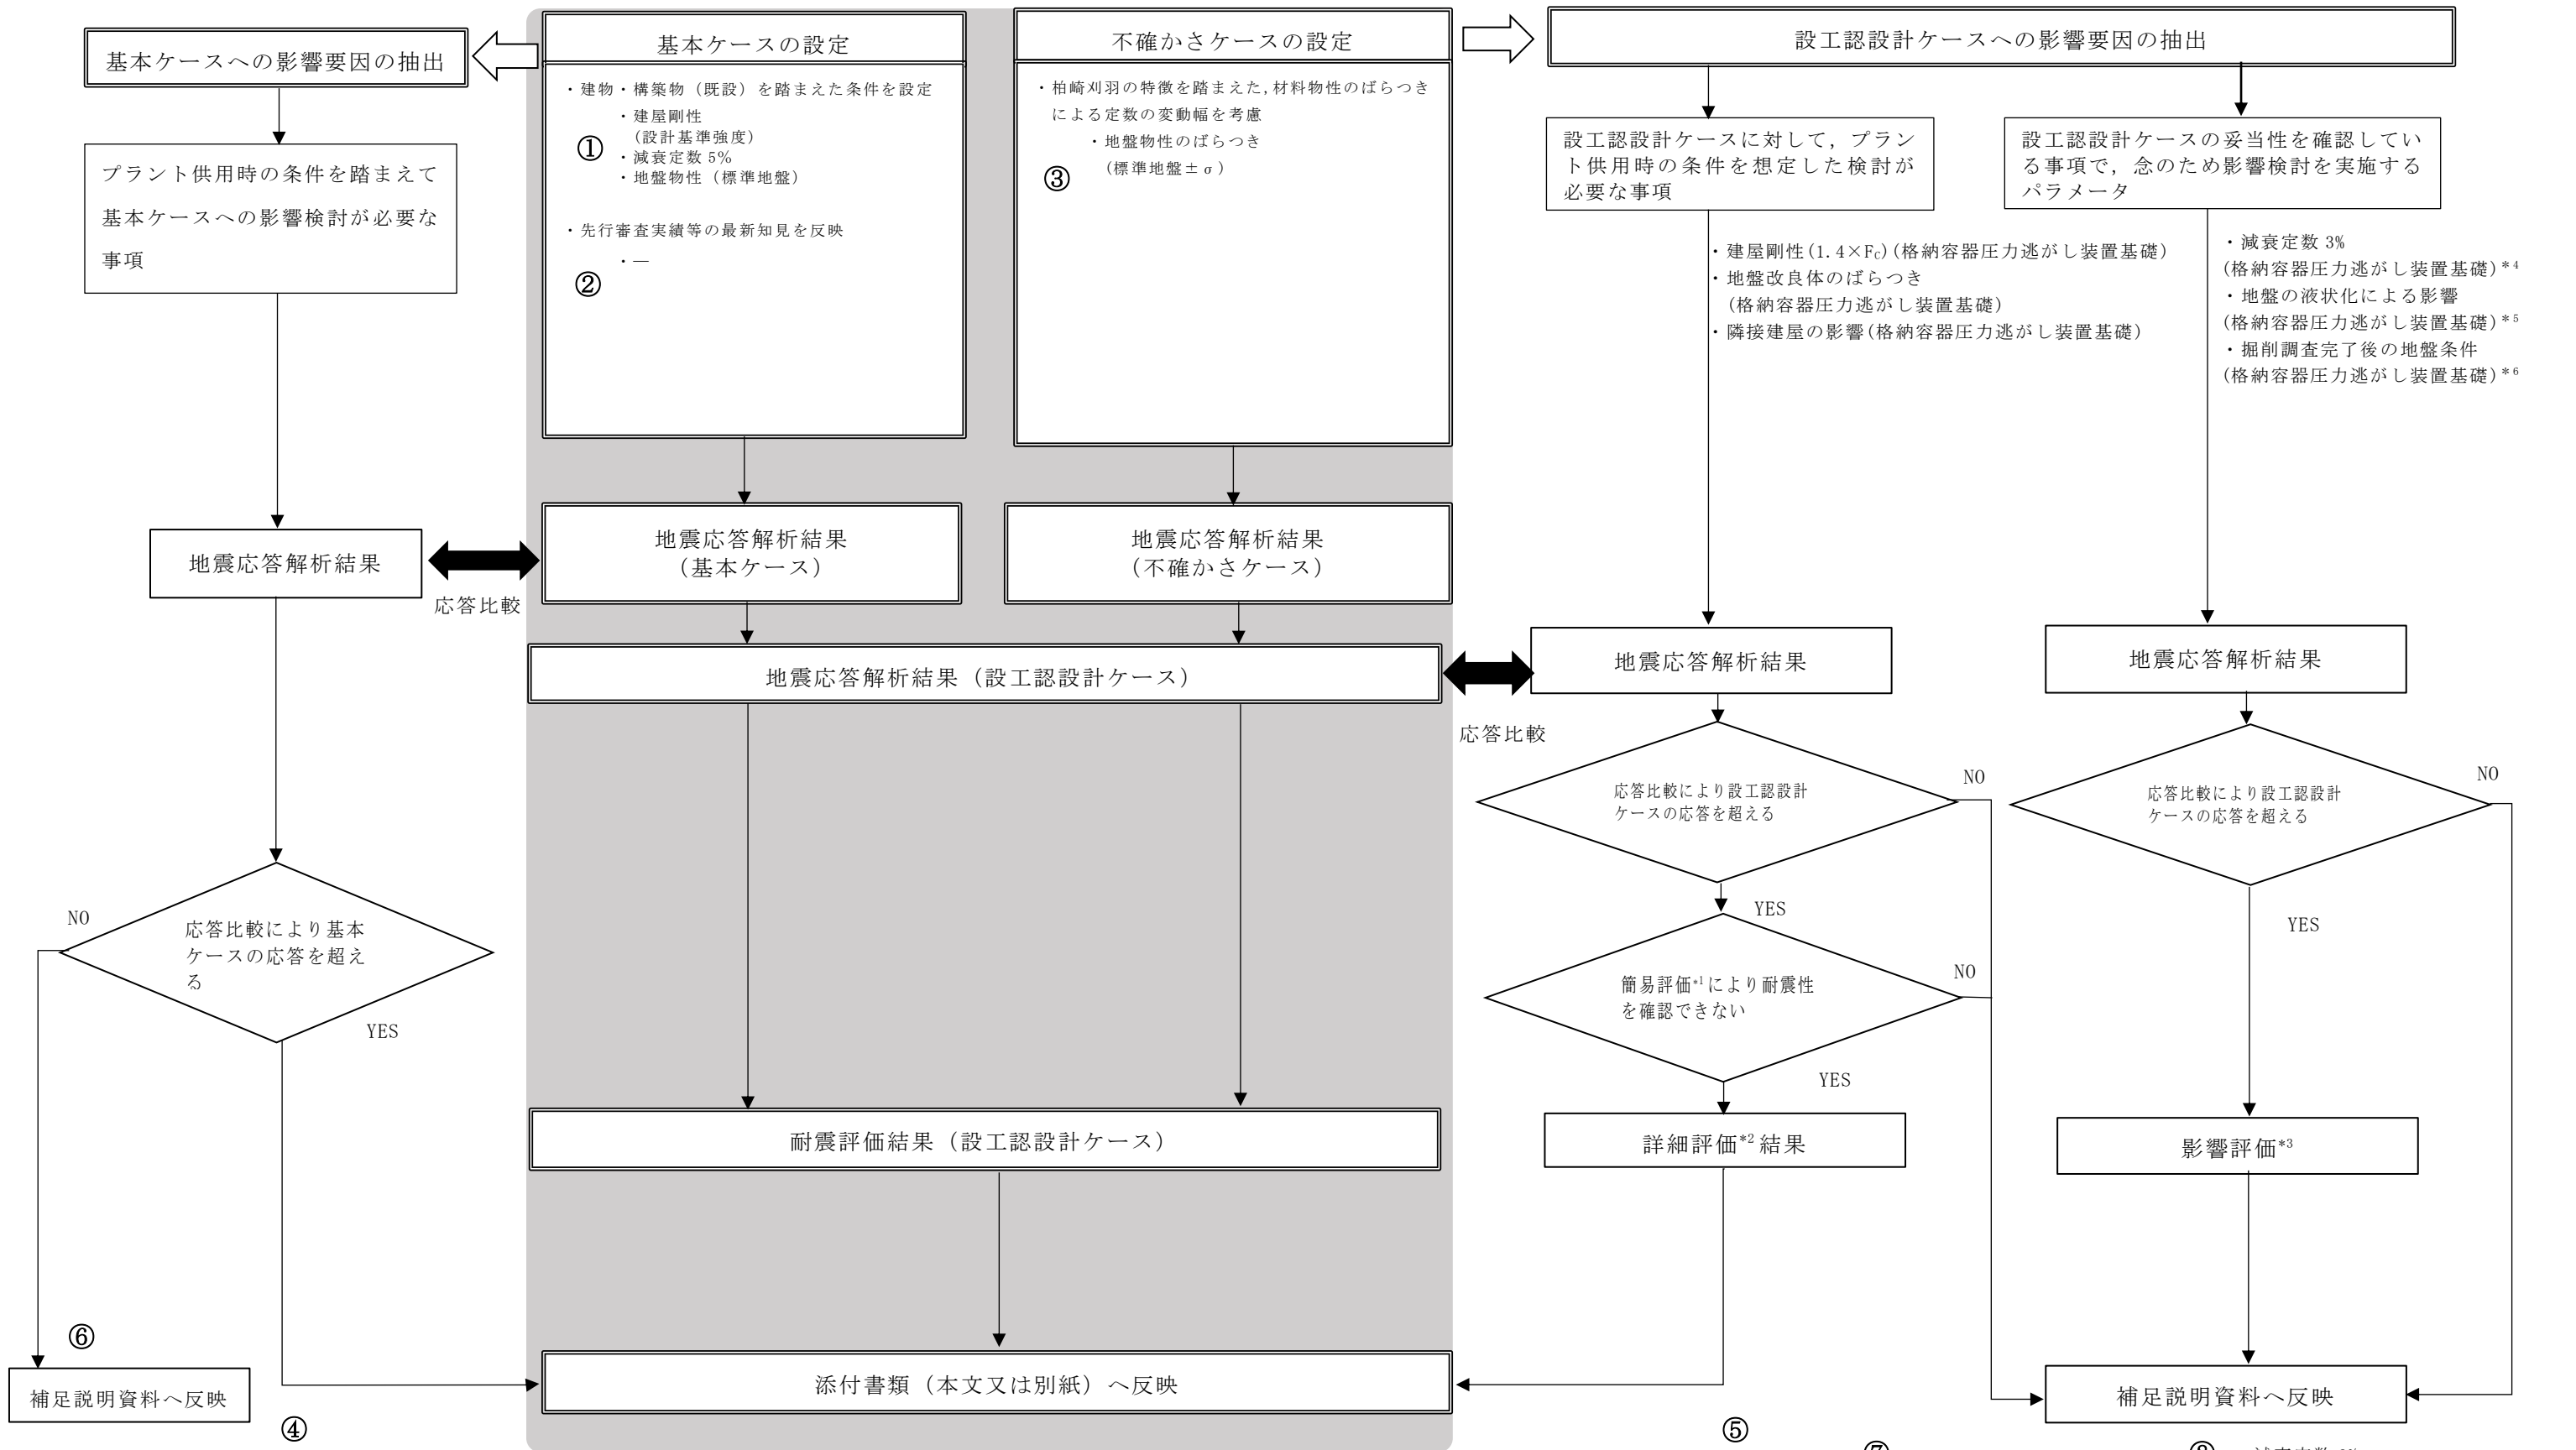 基本ケースへの影響要因の抽出
プラント供用時の条件を踏まえて
基本ケースへの影響検討が必要な
事項
地震応答解析結果
応答比較
応答比較により基本
ケースの応答を超え
る
NO
YES
⑥
補足説明資料へ反映
④
基本ケースの設定
・建物・構築物（既設）を踏まえた条件を設定
・建屋剛性
（設計基準強度）
①
・減衰定数 5%
・地盤物性（標準地盤）
・先行審査実績等の最新知見を反映
・―
②
不確かさケースの設定
・柏崎刈羽の特徴を踏まえた,材料物性のばらつき
による定数の変動幅を考慮
・地盤物性のばらつき
(標準地盤±σ)
③
地震応答解析結果
（基本ケース）
地震応答解析結果
（不確かさケース）
地震応答解析結果（設工認設計ケース）
耐震評価結果（設工認設計ケース）
添付書類（本文又は別紙）へ反映
設工認設計ケースへの影響要因の抽出
設工認設計ケースに対して，プラン
ト供用時の条件を想定した検討が
必要な事項
・建屋剛性(1.4×Fc)(格納容器圧力逃がし装置基礎)
・地盤改良体のばらつき
（格納容器圧力逃がし装置基礎）
・隣接建屋の影響(格納容器圧力逃がし装置基礎)
設工認設計ケースの妥当性を確認してい
る事項で，念のため影響検討を実施する
パラメータ
・減衰定数 3%
(格納容器圧力逃がし装置基礎)*4
・地盤の液状化による影響
(格納容器圧力逃がし装置基礎)*5
・掘削調査完了後の地盤条件
(格納容器圧力逃がし装置基礎)*6
応答比較
地震応答解析結果
応答比較により設工認設計
ケースの応答を超える
NO
YES
簡易評価*1により耐震性
を確認できない
NO
YES
詳細評価*2結果
⑤
地震応答解析結果
応答比較により設工認設計
ケースの応答を超える
NO
YES
影響評価*3
補足説明資料へ反映
⑦
⑧